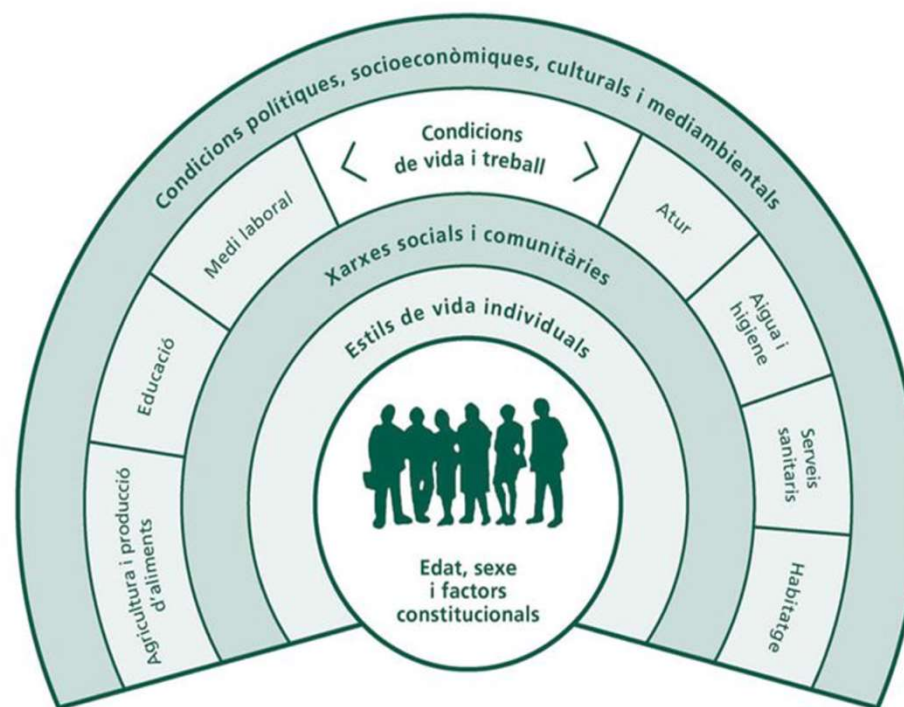 Condicions polítiques, socioeconòmiques, culturals i mediambientals
Condicions
de vida i treball
Agricultura i producció
d'aliments
Educació
Medi laboral
Atur
Aigua i
higiene
Serveis
sanitaris
Habitatge
Xarxes socials i comunitàries
Estils de vida individuals
Edat, sexe
i factors
constitucionals